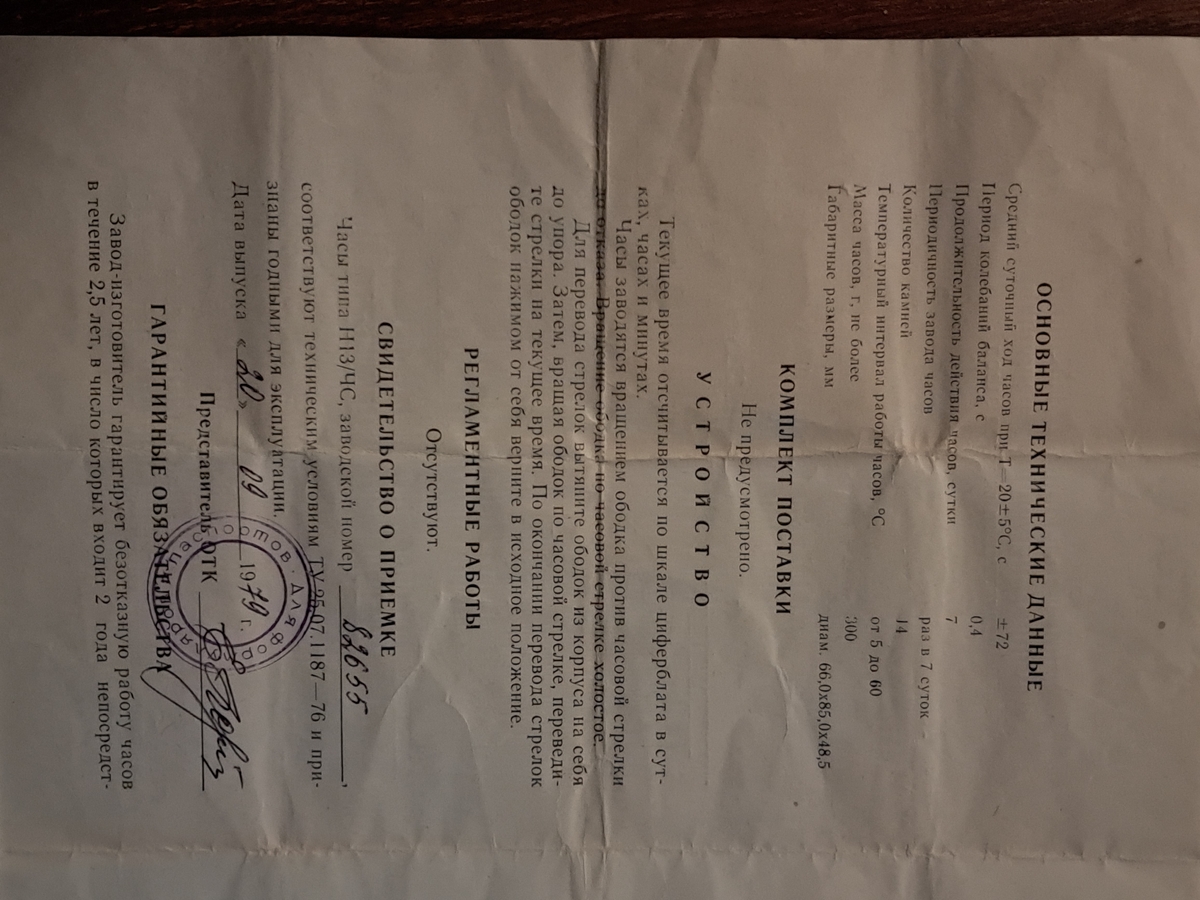 ОСНОВНЫЕ ТЕХНИЧЕСКИЕ ДАННЫЕ
Средний суточный ход часов при Т—20±5°С, с ±72
Период колебаний баланса, с 0,4
Продолжительность действия часов, сутки 7
Периодичность завода часов раз в 7 суток
Количество камней 14
Температурный интервал работы часов, °С от 5 до 60
Масса часов, г, не более 300
Габаритные размеры, мм диам. 66,0х85,0х48,5
КОМПЛЕКТ ПОСТАВКИ
Не предусмотрено.
УСТРОЙСТВО
Текущее время отсчитывается по шкале циферблата в сут-
ках, часах и минутах.
Часы заводятся вращением ободка против часовой стрелки
до отказа. Вращение ободка по часовой стрелке холостое.
Для перевода стрелок вытяните ободок из корпуса на себя
до упора. Затем, вращая ободок по часовой стрелке, переведи-
те стрелки на текущее время. По окончании перевода стрелок
ободок нажимом от себя верните в исходное положение.
РЕГЛАМЕНТНЫЕ РАБОТЫ
Отсутствуют.
СВИДЕТЕЛЬСТВО О ПРИЕМКЕ
Часы типа Н13/ЧС, заводской номер 82655,
соответствуют техническим условиям ТУ 25.07.1187—76 и при-
знаны годными для эксплуатации.
Дата выпуска «20» 09 1979 г.
Представитель ОТК
ГАРАНТИЙНЫЕ ОБЯЗАТЕЛЬСТВА
Завод-изготовитель гарантирует безотказную работу часов
в течение 2,5 лет, в число которых входит 2 года непосредст-